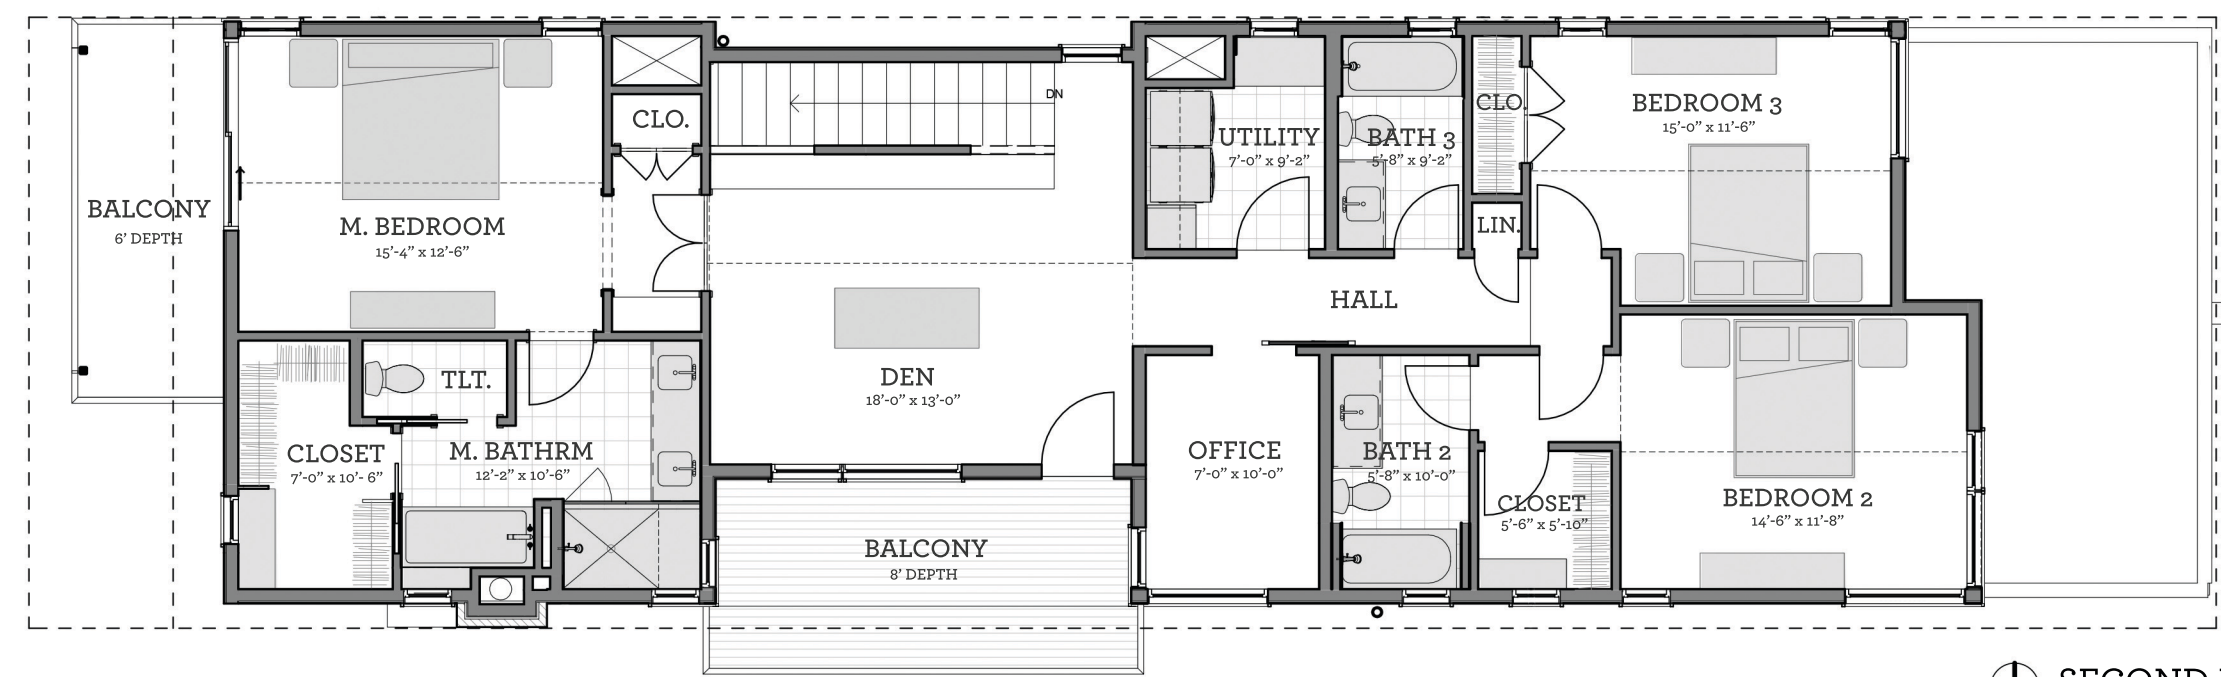 BALCONY
6' DEPTH
M. BEDROOM
15'-4" x 12'-6"
CLO.
DN
UTILITY
7'-0" x 9'-2"
BATH 3
5'-8" x 9'-2"
CLO.
LIN.
BEDROOM 3
15'-0" x 11'-6"
HALL
TLT.
CLOSET
7'-0" x 10'- 6"
M. BATHRM
12'-2" x 10'-6"
DEN
18'-0" x 13'-0"
BALCONY
8' DEPTH
OFFICE
7'-0" x 10'-0"
BATH 2
5'-8" x 10'-0"
CLOSET
5'-6" x 5'-10"
BEDROOM 2
14'-6" x 11'-8"
SECOND